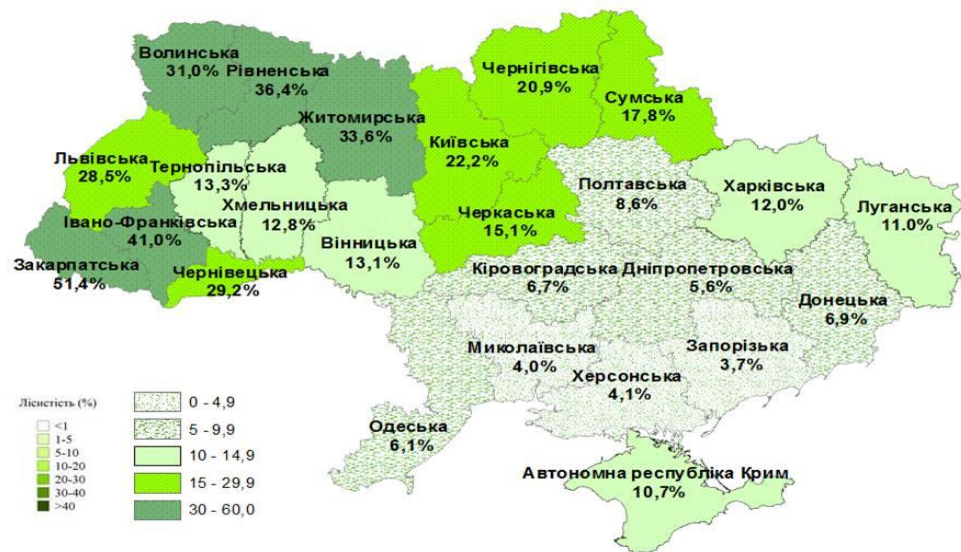 Волинська
31,0%
Рівненська
36,4%
Житомирська
33,6%
Чернігівська
20,9%
Сумська
17,8%
Київська
22,2%
Львівська
28,5%
Тернопільська
13,3%
Хмельницька
12,8%
Івано-Франківська
41,0%
Закарпатська
51,4%
Чернівецька
29,2%
Вінницька
13,1%
Черкаська
15,1%
Полтавська
8,6%
Харківська
12,0%
Луганська
11.0%
Кіровоградська
6,7%
Дніпропетровська
5,6%
Донецька
6,9%
Миколаївська
4,0%
Херсонська
4,1%
Запорізька
3,7%
Одеська
6,1%
Автономна республіка Крим
10,7%
Лісистість (%)
<1
1-5
5-10
10-20
20-30
30-40
>40
0 - 4,9
5 - 9,9
10 - 14,9
15 - 29,9
30 - 60,0